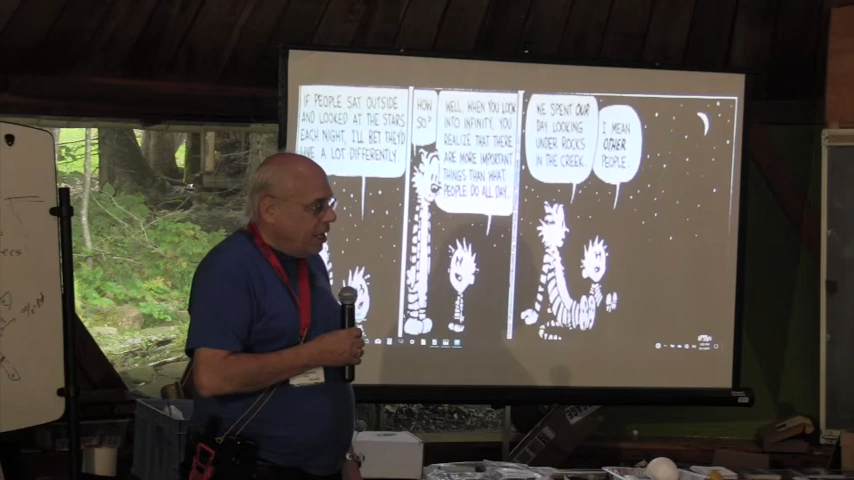 IF PEOPLE SAT OUTSIDE
AND LOOKED AT THE STARS
EACH NIGHT, I'LL BET THEY'D
LIVE A LOT DIFFERENTLY.
HOW
SO?
WELL, WHEN YOU LOOK
INTO INFINITY, YOU
REALIZE THAT THERE
ARE MORE IMPORTANT
THINGS THAN WHAT
PEOPLE DO ALL DAY.
WE SPENT OUR
DAY LOOKING
UNDER ROCKS
IN THE CREEK.
I MEAN
OTHER
PEOPLE.